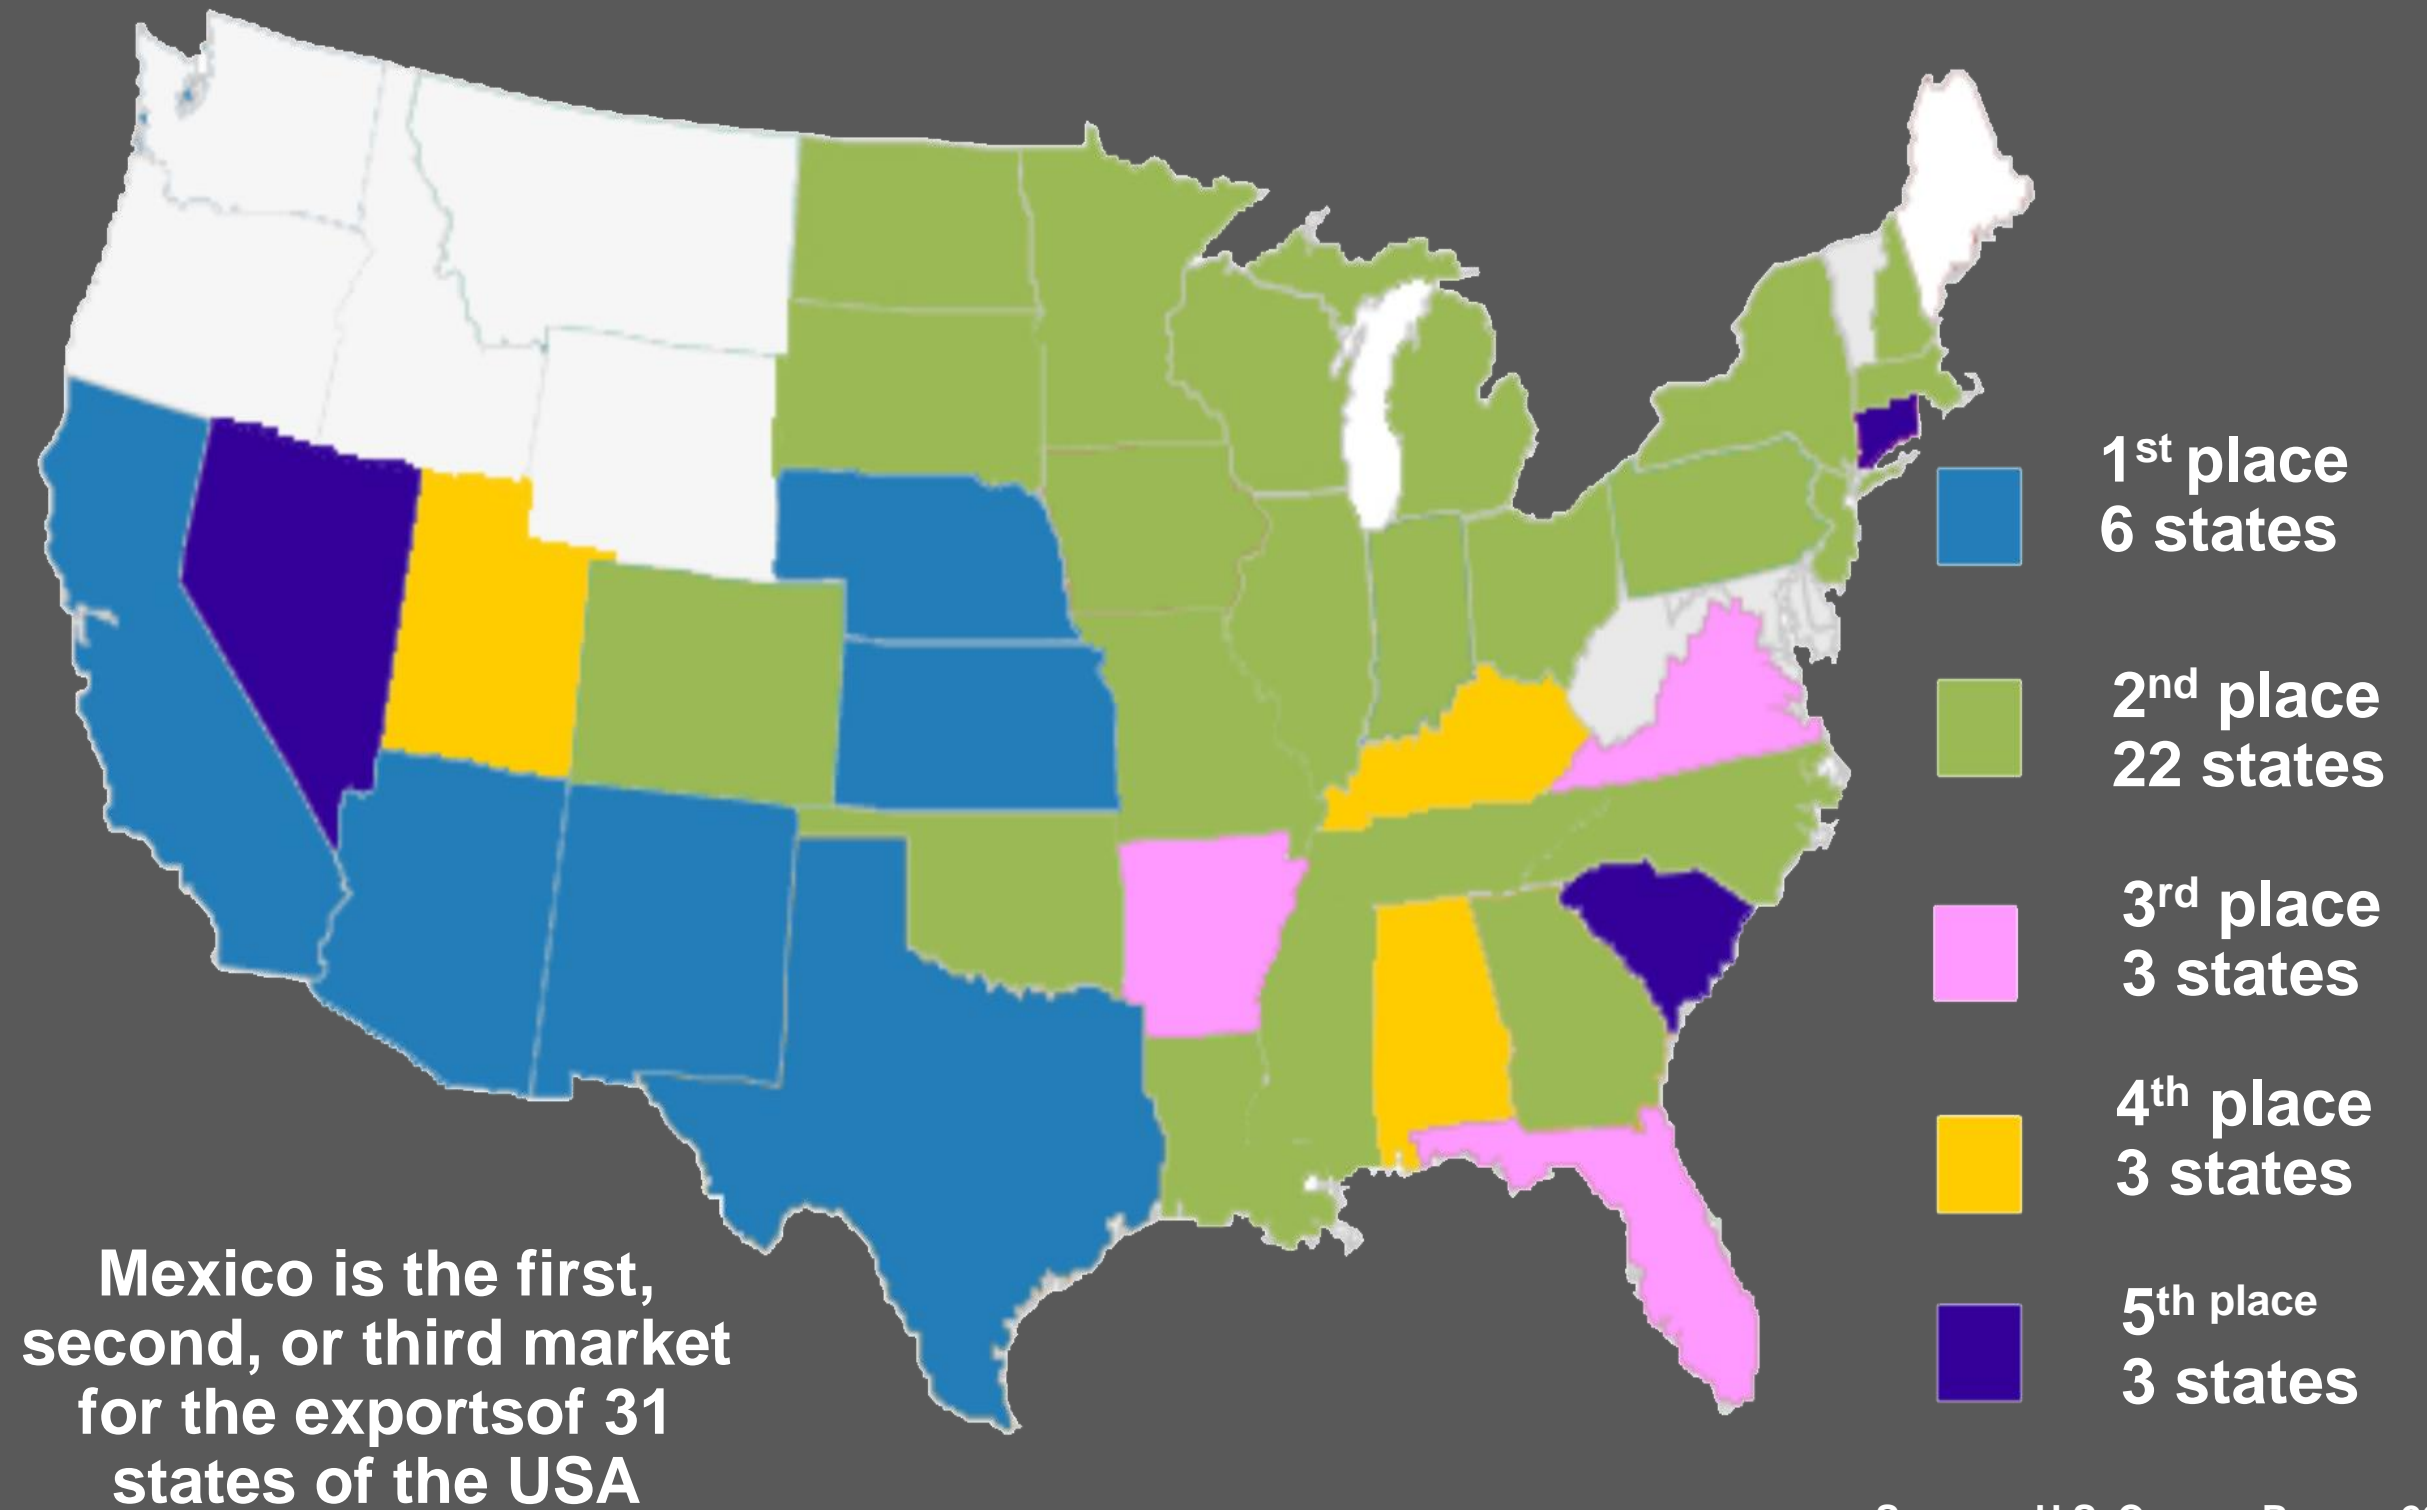 1st place
6 states
2nd place
22 states
3rd place
3 states
4th place
3 states
5th place
3 states
Mexico is the first,
second, or third market
for the exportsof 31
states of the USA